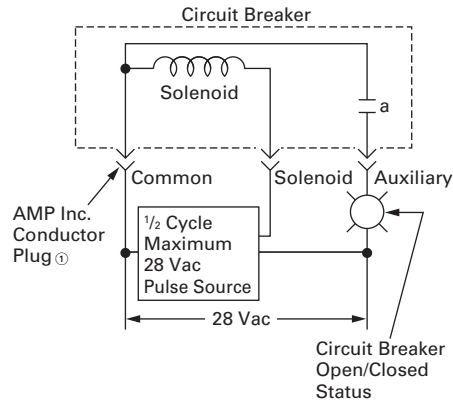 Circuit Breaker
Solenoid
a
Common
Solenoid
Auxiliary
AMP Inc.
Conductor
Plug ①
1/2 Cycle
Maximum
28 Vac
Pulse Source
28 Vac
Circuit Breaker
Open/Closed
Status